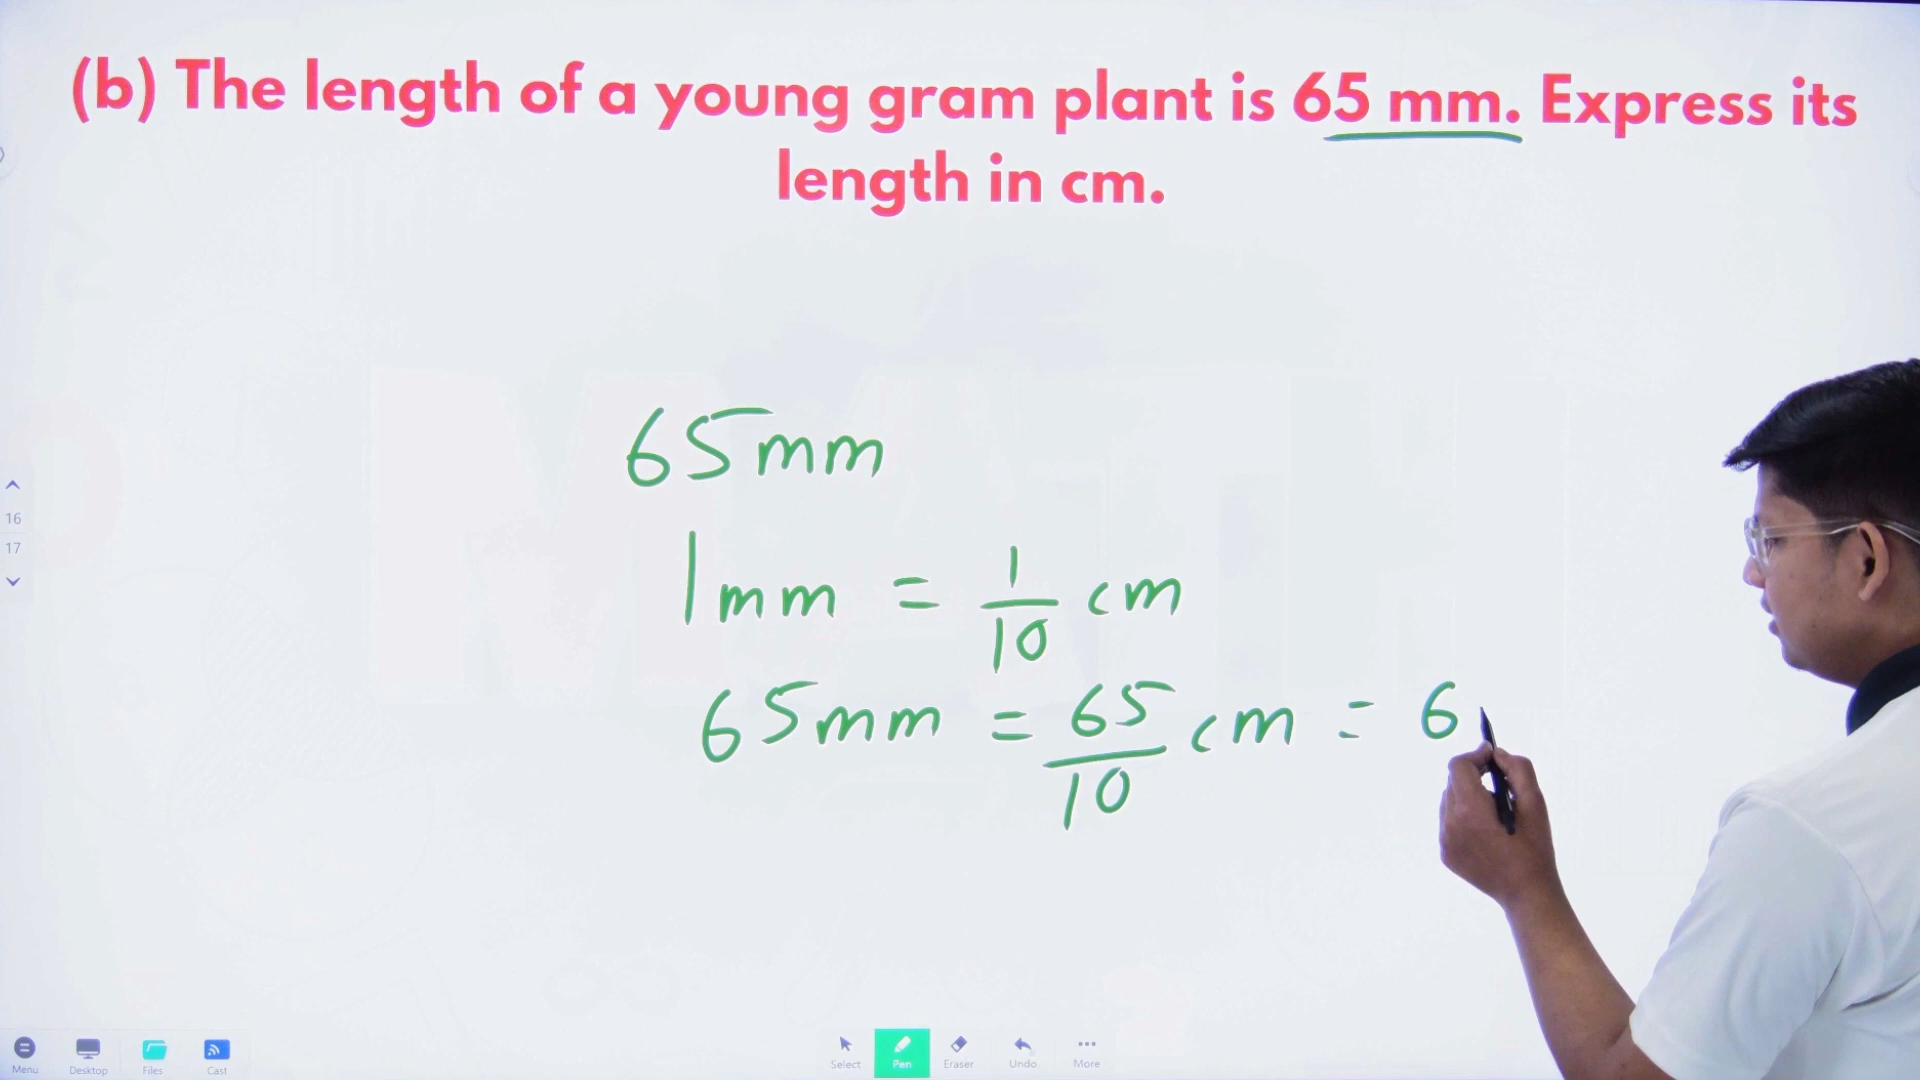 (b) The length of a young gram plant is 65 mm. Express its
length in cm.
65mm
1mm = 1/10 cm
65mm = 65/10 cm = 6
16
17
Menu
Desktop
Files
Cast
Select
Pen
Eraser
Undo
More